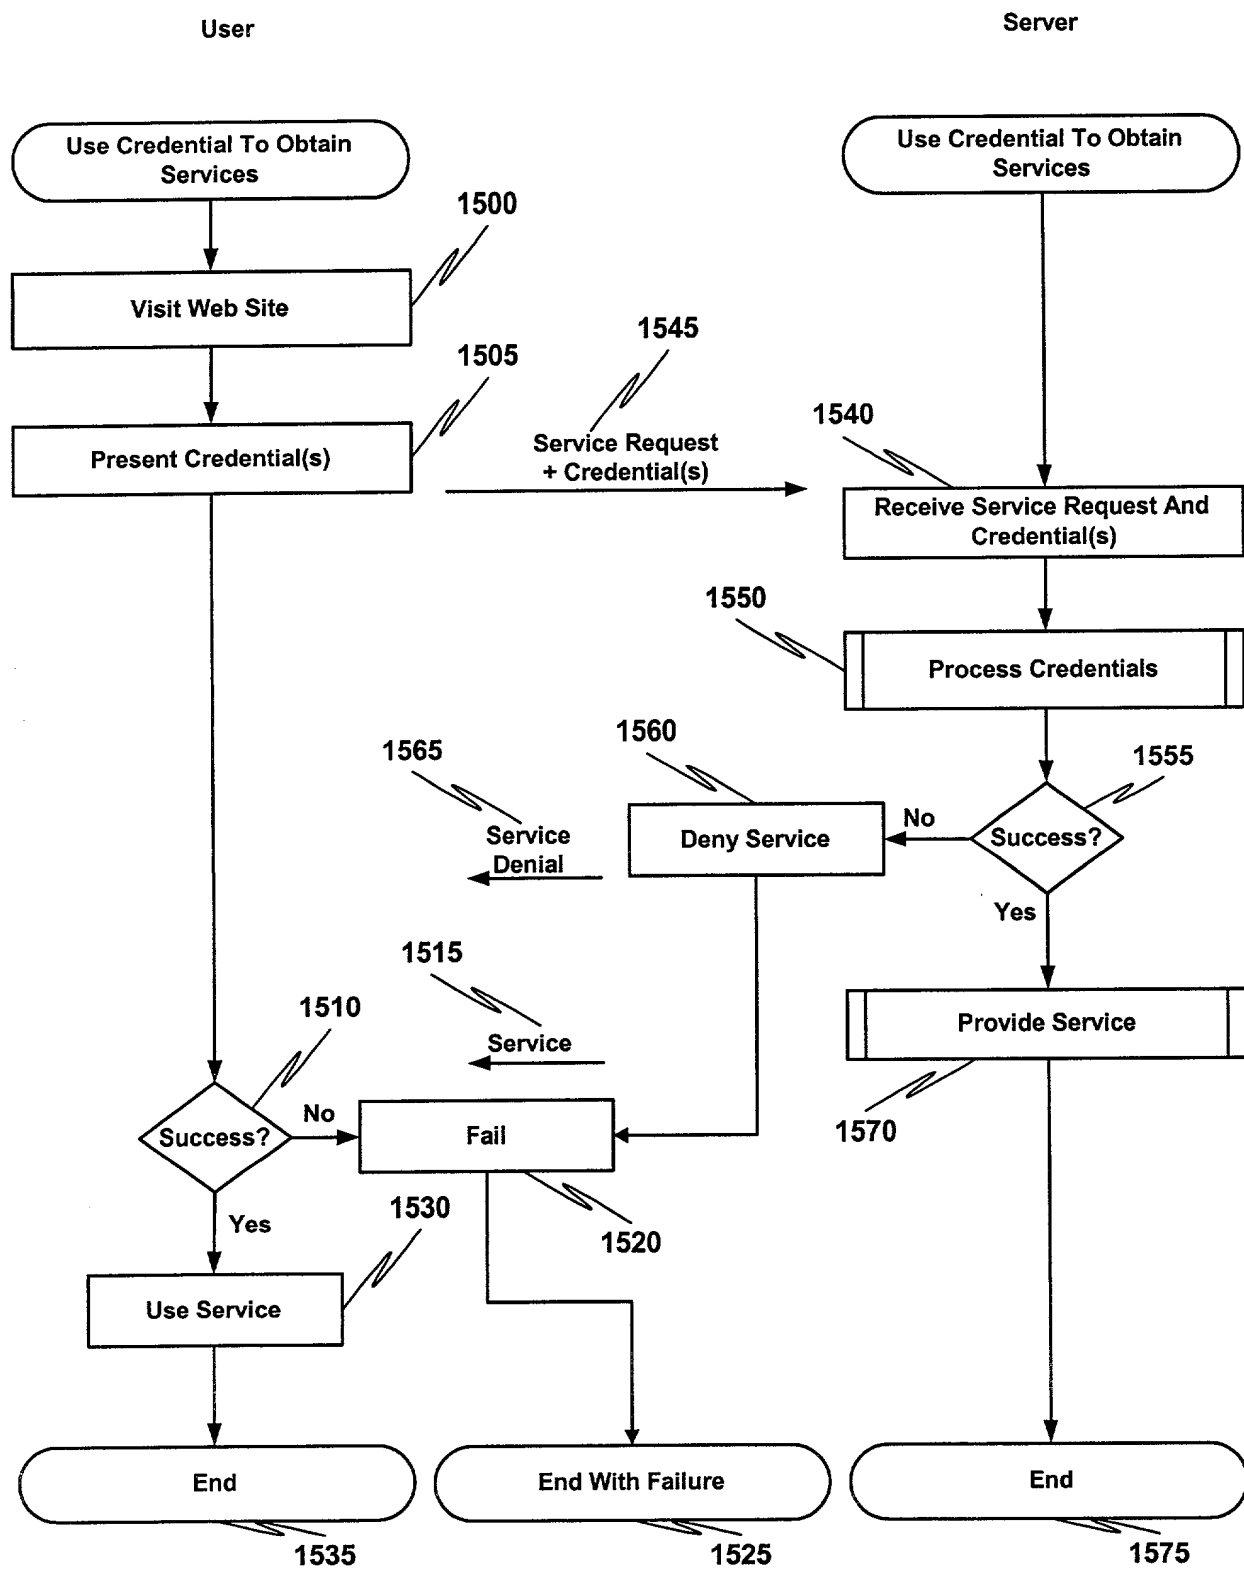 User
Server
Use Credential To Obtain
Services
Use Credential To Obtain
Services
1500
Visit Web Site
1545
1505
1540
Present Credential(s)
Service Request
+ Credential(s)
Receive Service Request And
Credential(s)
1550
Process Credentials
1565
1560
1555
Service
Denial
Deny Service
No
Success?
Yes
1515
1510
Service
Provide Service
1570
Success?
No
Fail
Yes
1530
1520
Use Service
End
End With Failure
End
1535
1525
1575